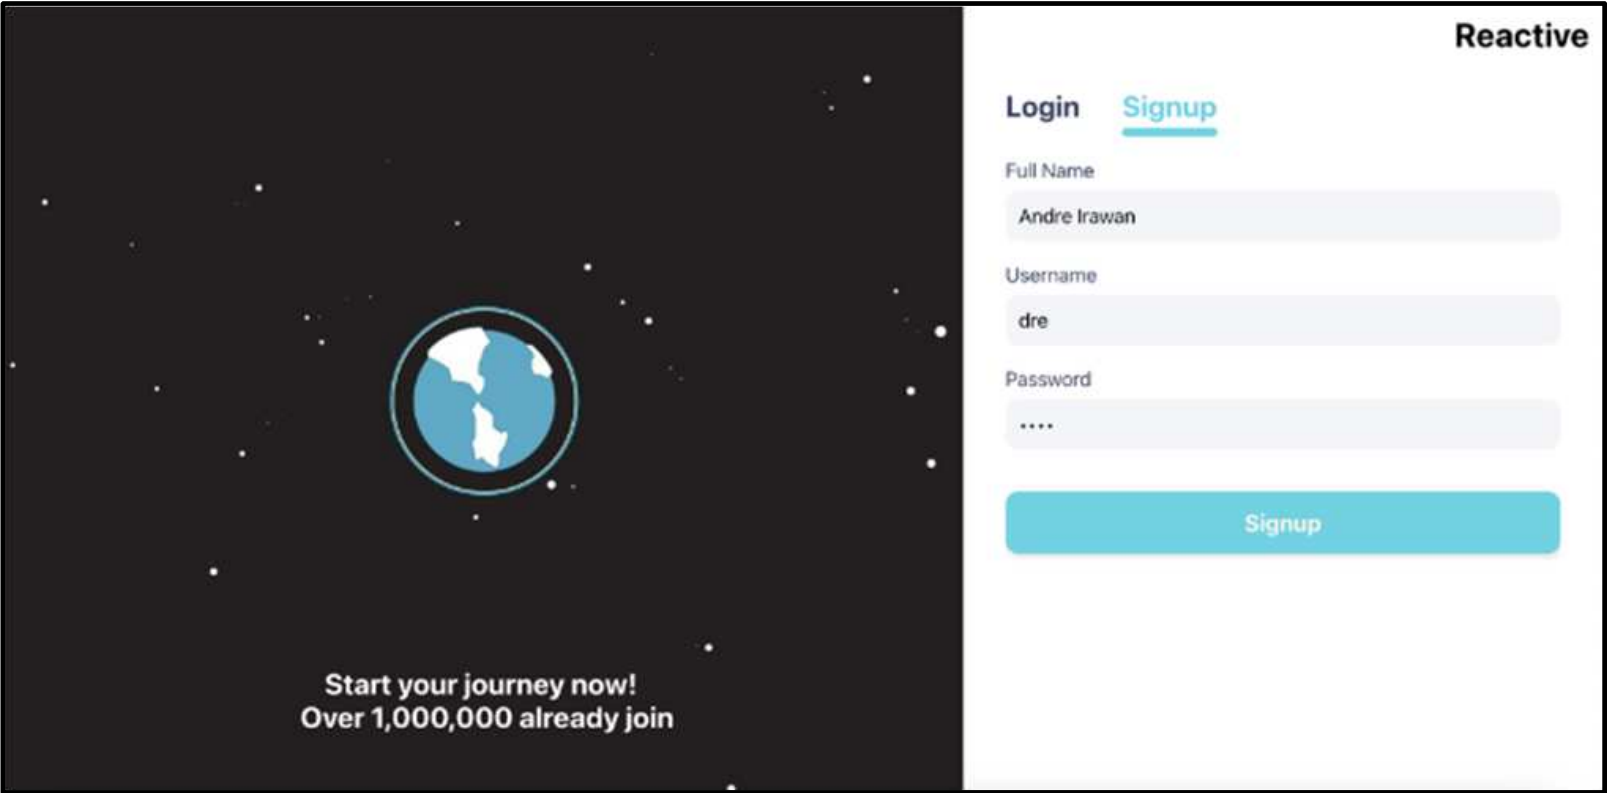 Reactive
Login Signup
Full Name
Andre Irawan
Username
dre
Password
••••
Signup
Start your journey now!
Over 1,000,000 already join